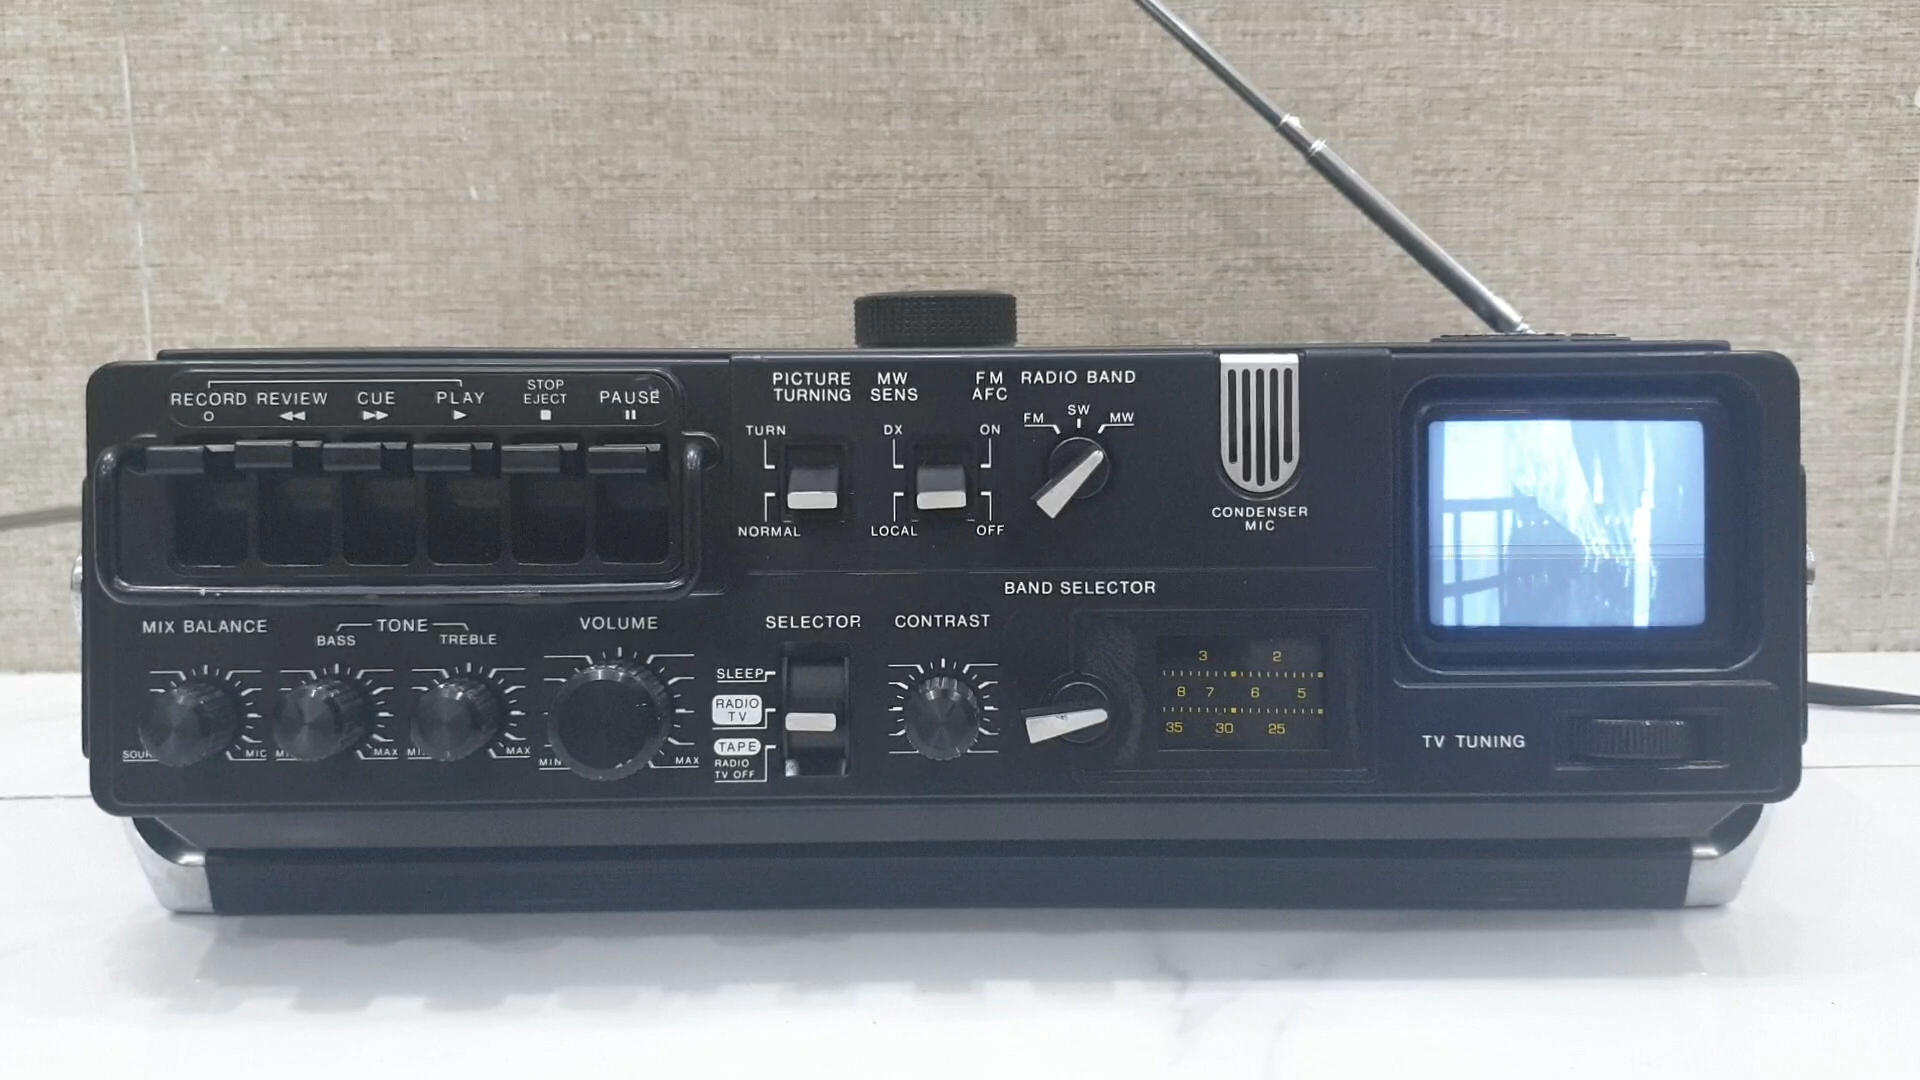 RECORD REVIEW CUE PLAY STOP EJECT PAUSE
PICTURE TURNING
MW SENS
FM AFC
RADIO BAND
TURN
NORMAL
DX
LOCAL
ON
OFF
FM SW MW
CONDENSER
MIC
BAND SELECTOR
MIX BALANCE
TONE
BASS
TREBLE
VOLUME
SELECTOR
CONTRAST
MIC
MAX
MAX
MIN
MAX
SLEEP
RADIO
TV
TAPE
RADIO
TV OFF
3 2
8 7 6 5
35 30 25
TV TUNING